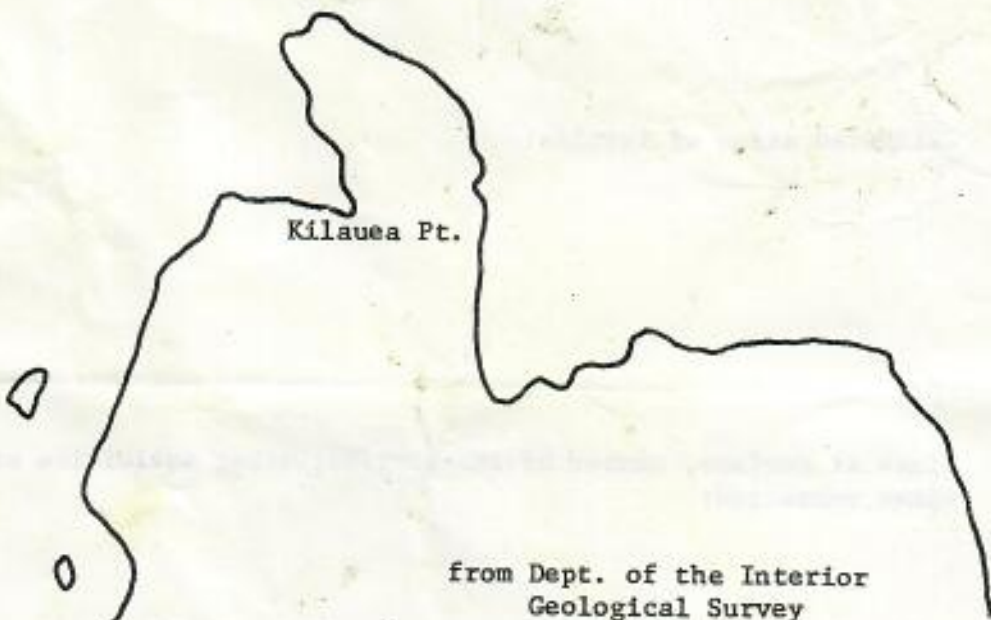 Kilauea Pt.
from Dept. of the Interior
Geological Survey